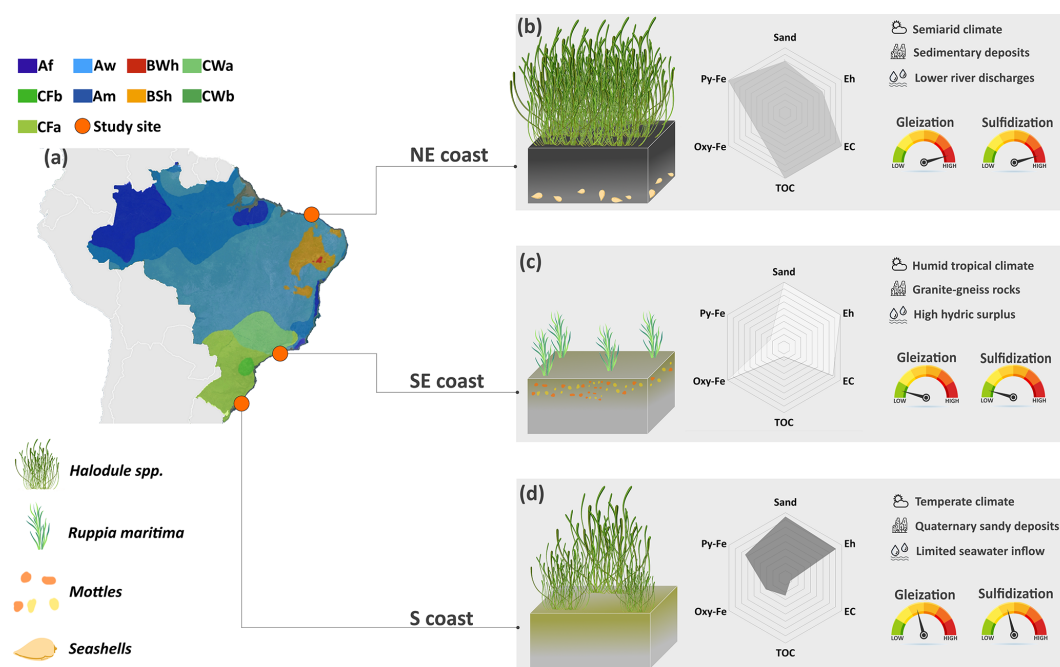 Af
Aw
BWh
CWa
CFb
Am
BSh
CWb
CFa
Study site
(a)
NE coast
SE coast
S coast
Halodule spp.
Ruppia maritima
Mottles
Seashells
(b)
Sand
Eh
EC
TOC
Oxy-Fe
Py-Fe
Semiarid climate
Sedimentary deposits
Lower river discharges
Gleization
Sulfidization
LOW
HIGH
LOW
HIGH
(c)
Sand
Eh
EC
TOC
Oxy-Fe
Py-Fe
Humid tropical climate
Granite-gneiss rocks
High hydric surplus
Gleization
Sulfidization
LOW
HIGH
LOW
HIGH
(d)
Sand
Eh
EC
TOC
Oxy-Fe
Py-Fe
Temperate climate
Quaternary sandy deposits
Limited seawater inflow
Gleization
Sulfidization
LOW
HIGH
LOW
HIGH